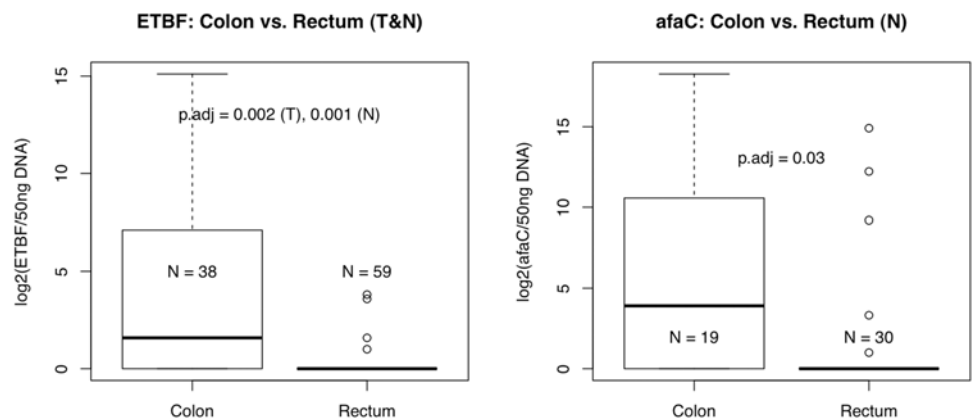 ETBF: Colon vs. Rectum (T&N)
log2(ETBF/50ng DNA)
15
10
5
0
p.adj = 0.002 (T), 0.001 (N)
N = 38
N = 59
Colon
Rectum
afaC: Colon vs. Rectum (N)
log2(afaC/50ng DNA)
15
10
5
0
p.adj = 0.03
N = 19
N = 30
Colon
Rectum